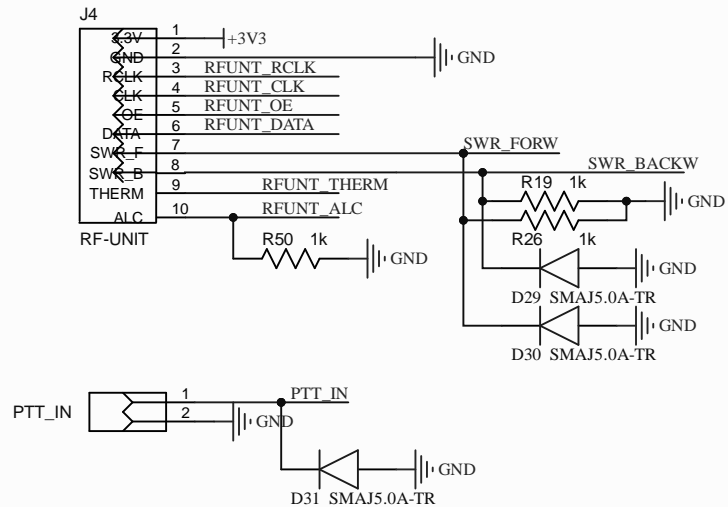 J4
3.3V 1 +3V3
GND 2 GND
RCLK 3 RFUNT_RCLK
CLK 4 RFUNT_CLK
OE 5 RFUNT_OE
DATA 6 RFUNT_DATA
SWR_F 7 SWR_FORW
SWR_B 8 SWR_BACKW
THERM 9 RFUNT_THERM
R19 1k GND
ALC 10 RFUNT_ALC
RF-UNIT
R50 1k GND
R26 1k
GND
D29 SMAJ5.0A-TR
GND
D30 SMAJ5.0A-TR
PTT_IN 1 PTT_IN
2 GND
GND
D31 SMAJ5.0A-TR